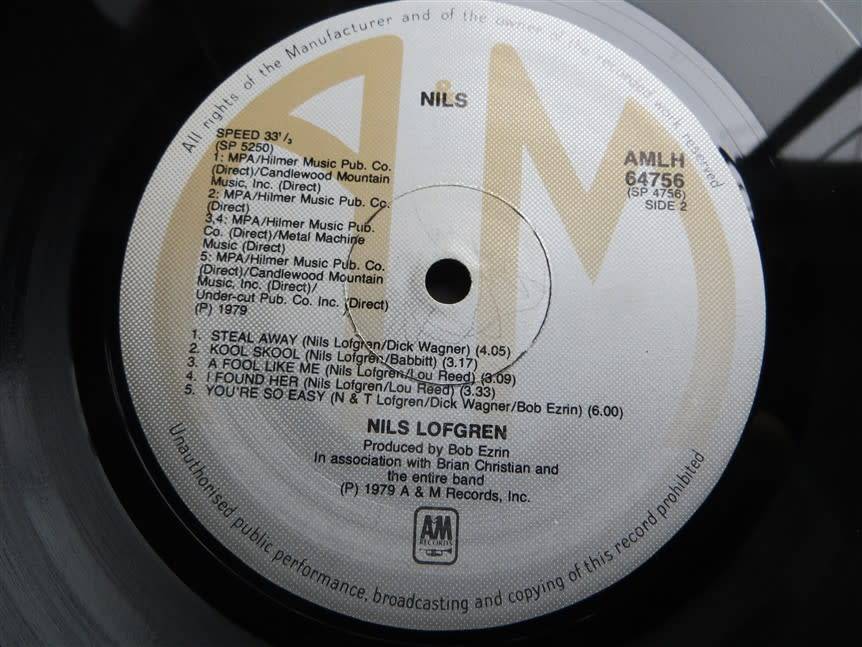 All rights of the Manufacturer and of the owner of the recorded work reserved
&
NILS
SPEED 33¹/₃
(SP 5250)
1: MPA/Hilmer Music Pub. Co.
(Direct)/Candlewood Mountain
Music, Inc. (Direct)
2: MPA/Hilmer Music Pub. Co.
(Direct)
3,4: MPA/Hilmer Music Pub.
Co. (Direct)/Metal Machine
Music (Direct)
5: MPA/Hilmer Music Pub. Co.
(Direct)/Candlewood Mountain
Music, Inc. (Direct)/
Under-cut Pub. Co. Inc. (Direct)
(P) 1979
AMLH
64756
(SP 4756)
SIDE 2
1. STEAL AWAY (Nils Lofgren/Dick Wagner) (4.05)
2. KOOL SKOOL (Nils Lofgren/Babbitt) (3.17)
3. A FOOL LIKE ME (Nils Lofgren/Lou Reed) (3.09)
4. I FOUND HER (Nils Lofgren/Lou Reed) (3.33)
5. YOU'RE SO EASY (N & T Lofgren/Dick Wagner/Bob Ezrin) (6.00)
NILS LOFGREN
Produced by Bob Ezrin
In association with Brian Christian and
the entire band
(P) 1979 A & M Records, Inc.
A&M
RECORDS
Unauthorised public performance, broadcasting and copying of this record prohibited